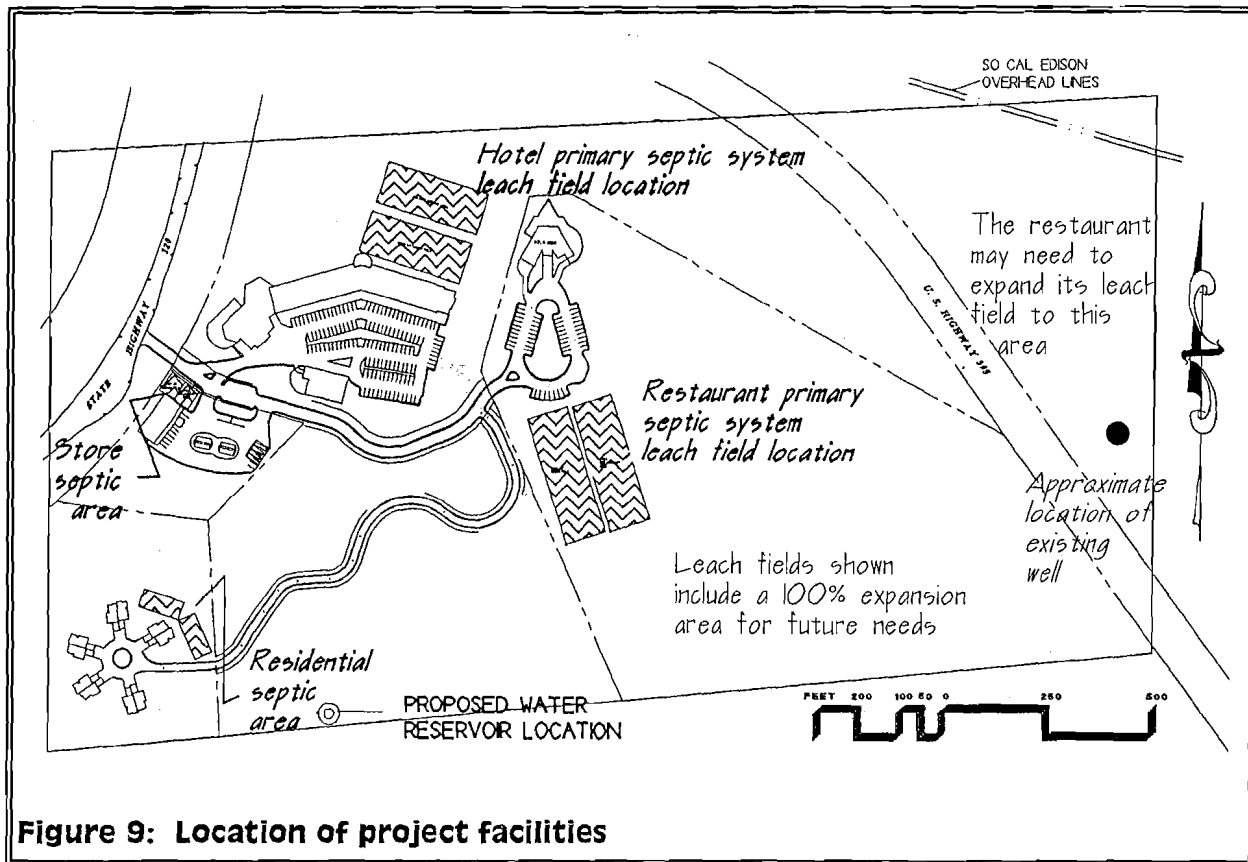 SO CAL EDISON
OVERHEAD LINES
Hotel primary septic system
leach field location
The restaurant
may need to
expand its leach
field to this
area
STATE HIGHWAY 120
U. S. HIGHWAY 395
Restaurant primary
septic system
leach field location
Store
septic
area
Approximate
location of
existing
well
Leach fields shown
include a 100% expansion
area for future needs
Residential
septic
area
PROPOSED WATER
RESERVOIR LOCATION
FEET 200 100 50 0 250 500
Figure 9: Location of project facilities